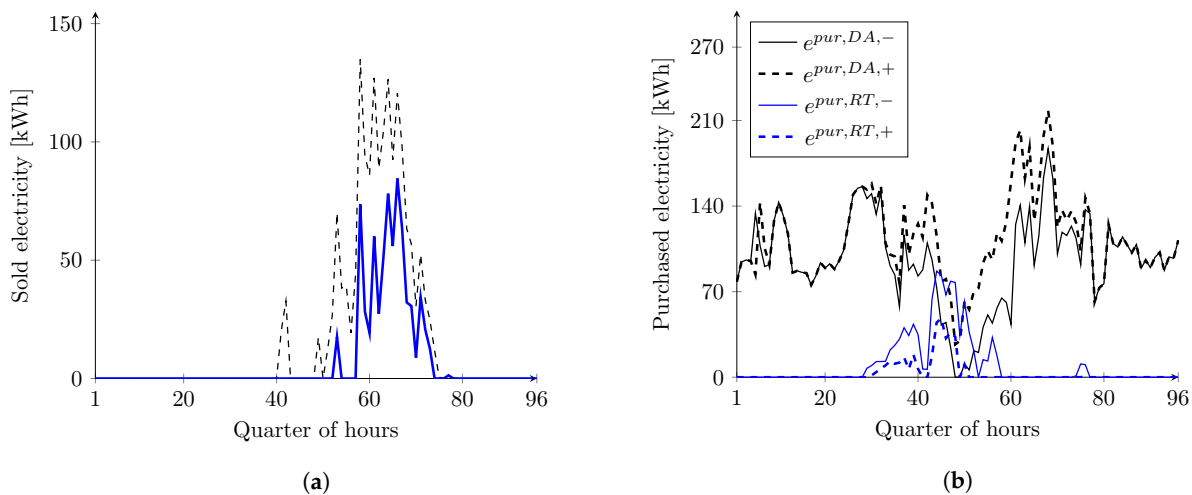 150
100
50
0
Sold electricity [kWh]
1 20 40 60 80 96
Quarter of hours
(a)
270
210
140
70
0
Purchased electricity [kWh]
e^{pur,DA,−}
e^{pur,DA,+}
e^{pur,RT,−}
e^{pur,RT,+}
1 20 40 60 80 96
Quarter of hours
(b)